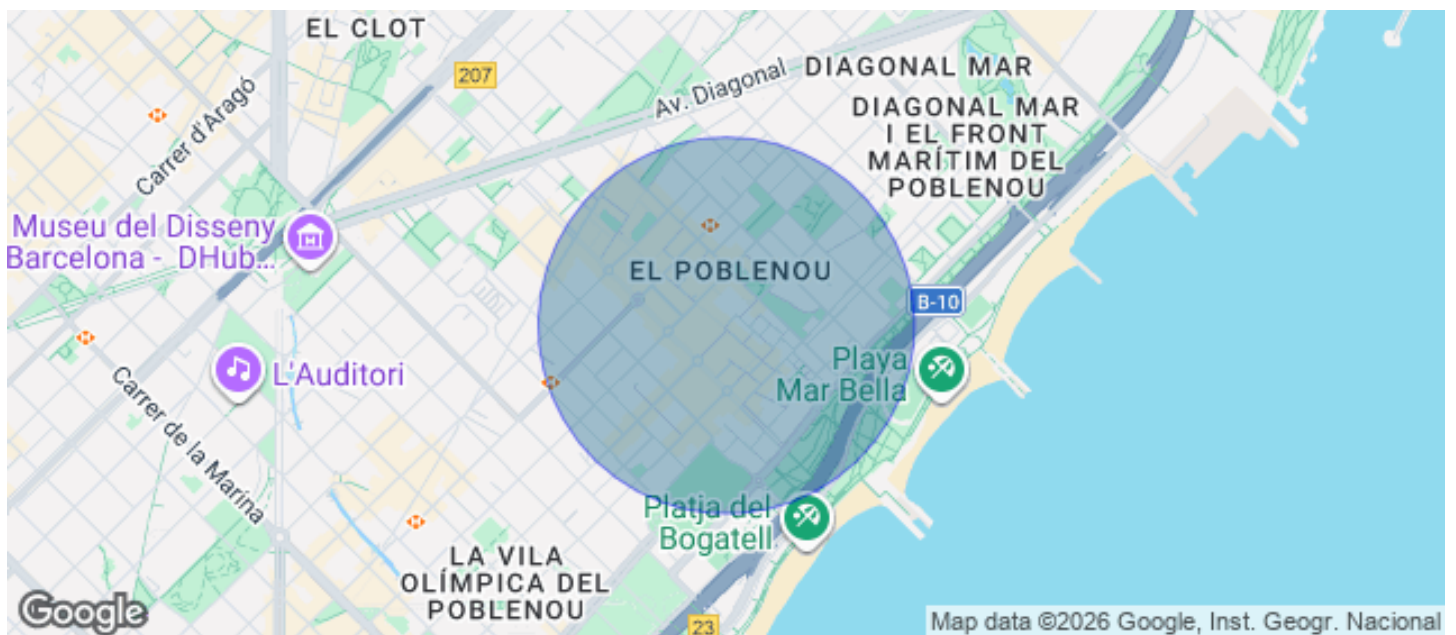 EL CLOT
207
Av. Diagonal
DIAGONAL MAR
DIAGONAL MAR
I EL FRONT
MARÍTIM DEL
POBLENOU
Carrer d'Aragó
Museu del Disseny
Barcelona - DHub...
EL POBLENOU
B-10
Playa
Mar Bella
L'Auditori
Carrer de la Marina
Platja del
Bogatell
LA VILA
OLÍMPICA DEL
POBLENOU
23
Google
Map data ©2026 Google, Inst. Geogr. Nacional